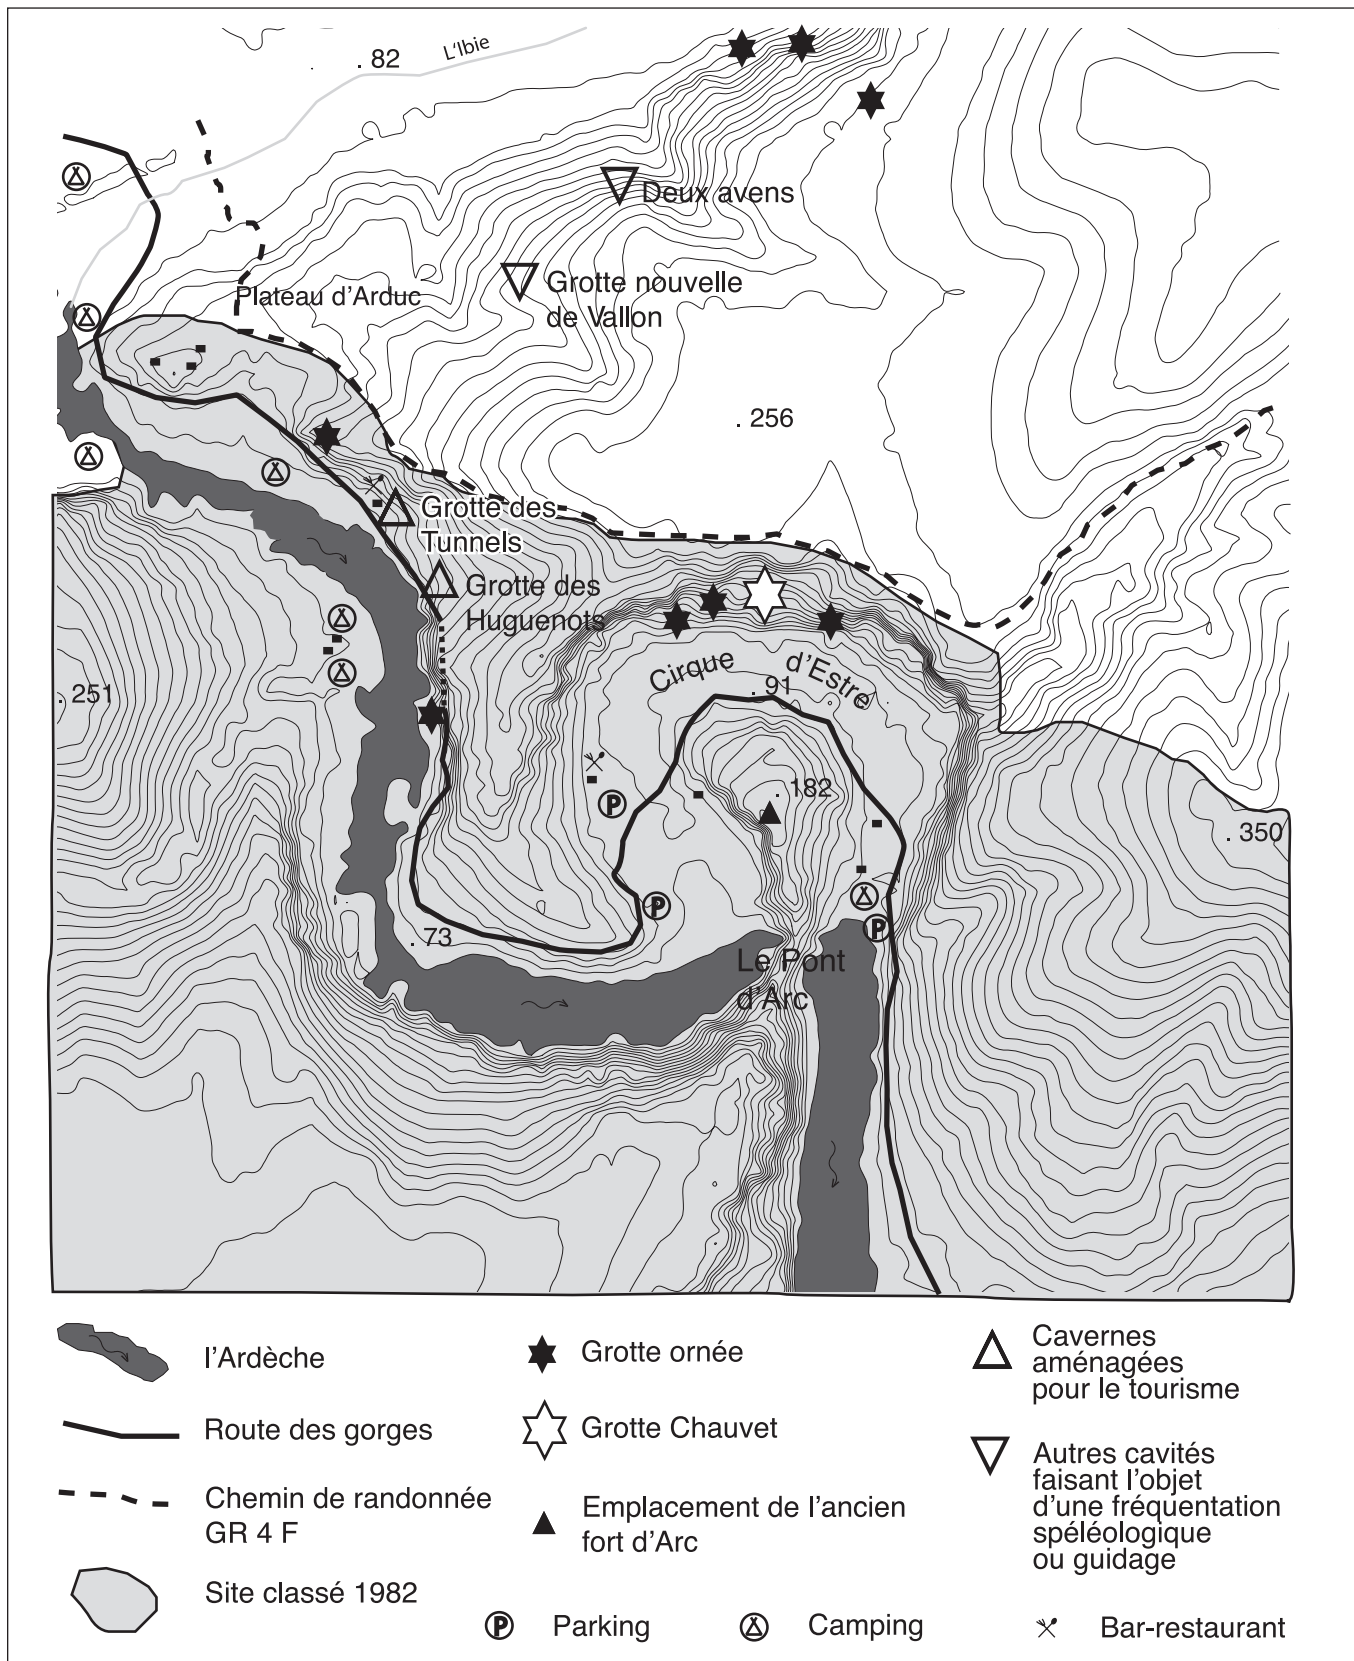 L'Ibie
. 82
Deux avens
Grotte nouvelle
de Vallon
Plateau d'Arduc
. 256
Grotte des
Tunnels
Grotte des
Huguenots
Cirque d'Estre
. 91
. 251
. 182
P
. 350
P
P
. 73
Le Pont
d'Arc
l'Ardèche
Route des gorges
Chemin de randonnée
GR 4 F
Site classé 1982
Grotte ornée
Grotte Chauvet
Emplacement de l'ancien
fort d'Arc
P Parking
Camping
Cavernes
aménagées
pour le tourisme
Autres cavités
faisant l'objet
d'une fréquentation
spéléologique
ou guidage
Bar-restaurant